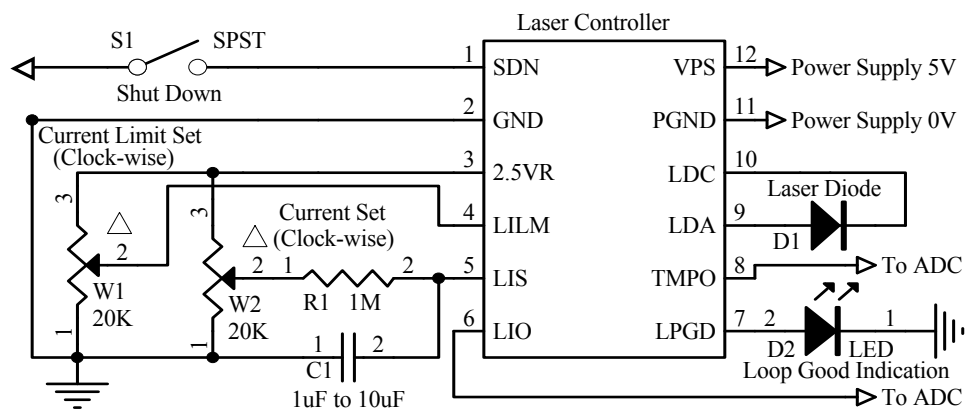 Laser Controller
S1 SPST
Shut Down
1 SDN VPS 12 Power Supply 5V
2 GND PGND 11 Power Supply 0V
Current Limit Set
(Clock-wise)
3 2.5VR LDC 10
Laser Diode
4 LILM LDA 9 D1
Current Set
(Clock-wise)
5 LIS TMPO 8 To ADC
6 LIO LPGD 7 2 1
D2 LED
Loop Good Indication
To ADC
3
2
W1
20K
1
3
2
W2
20K
1
1 2
R1 1M
1 2
C1
1uF to 10uF